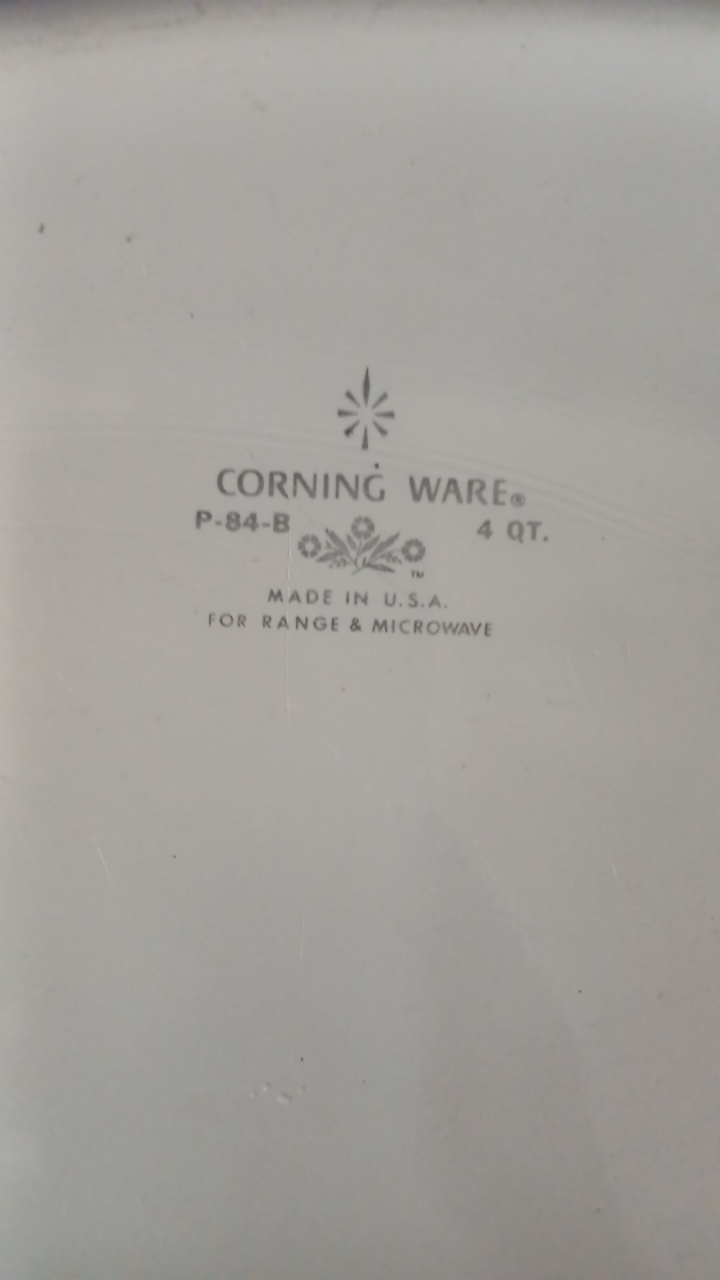 CORNING WARE®
P-84-B 4 QT.
TM
MADE IN U.S.A.
FOR RANGE & MICROWAVE